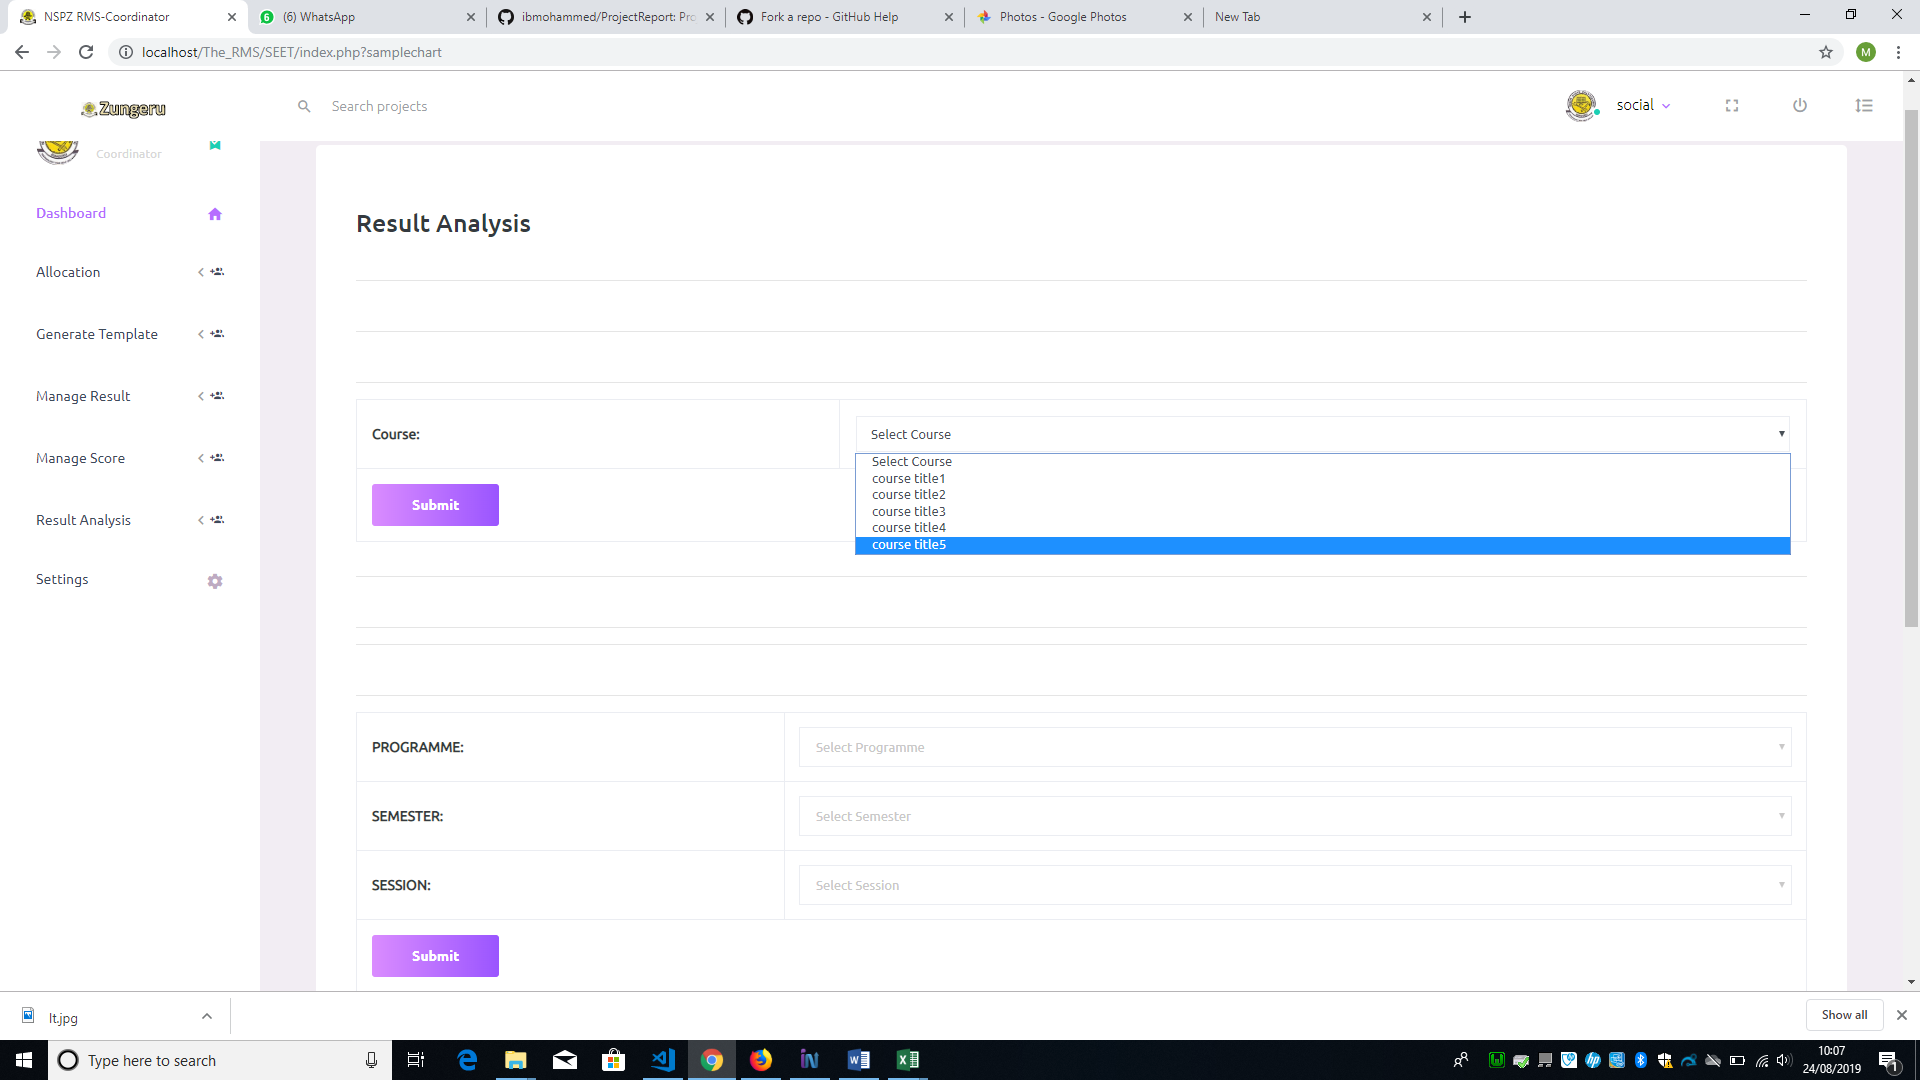 NSPZ RMS-Coordinator
(6) WhatsApp
ibmohammed/ProjectReport: Pro
Fork a repo - GitHub Help
Photos - Google Photos
New Tab
localhost/The_RMS/SEET/index.php?samplechart
M
Zungeru
Search projects
social
Coordinator
Dashboard
Allocation
Generate Template
Manage Result
Manage Score
Result Analysis
Settings
Result Analysis
Course:
Select Course
Select Course
course title1
course title2
course title3
course title4
course title5
Submit
PROGRAMME:
Select Programme
SEMESTER:
Select Semester
SESSION:
Select Session
Submit
lt.jpg
Show all
Type here to search
10:07
24/08/2019
1